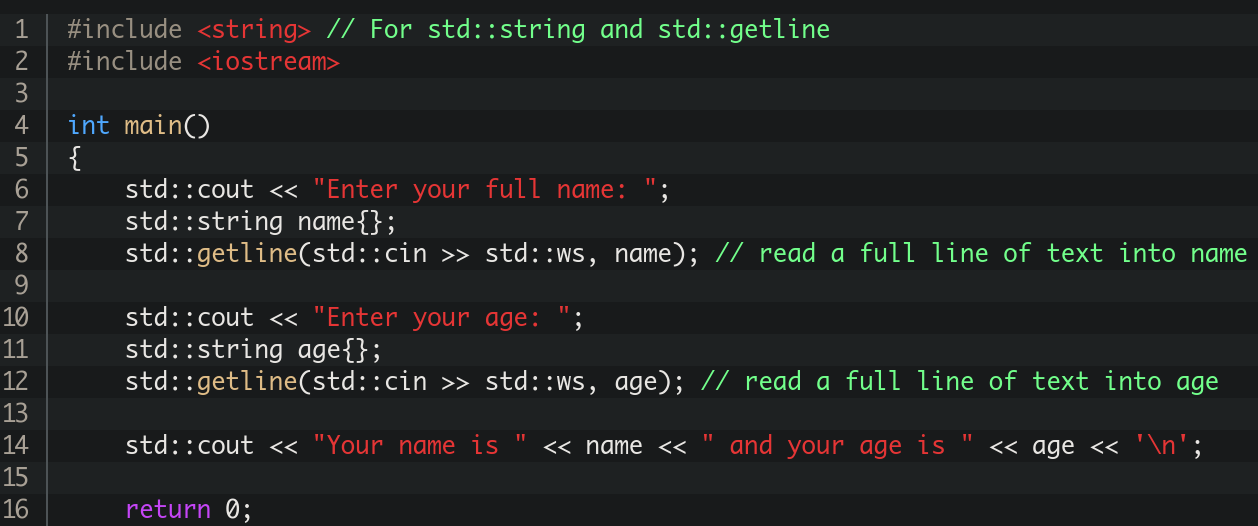 1 #include <string> // For std::string and std::getline
2 #include <iostream>
3
4 int main()
5 {
6     std::cout << "Enter your full name: ";
7     std::string name{};
8     std::getline(std::cin >> std::ws, name); // read a full line of text into name
9
10     std::cout << "Enter your age: ";
11     std::string age{};
12     std::getline(std::cin >> std::ws, age); // read a full line of text into age
13
14     std::cout << "Your name is " << name << " and your age is " << age << '\n';
15
16     return 0;